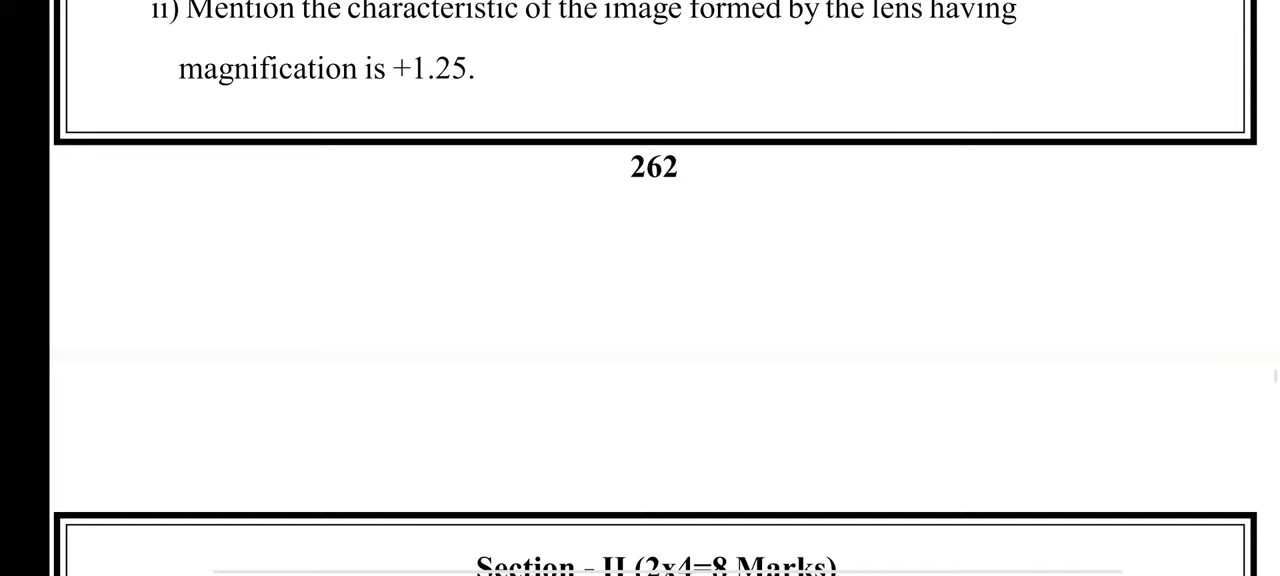 ii) Mention the characteristic of the image formed by the lens having
magnification is +1.25.
262
Section - II (2x4=8 Marks)